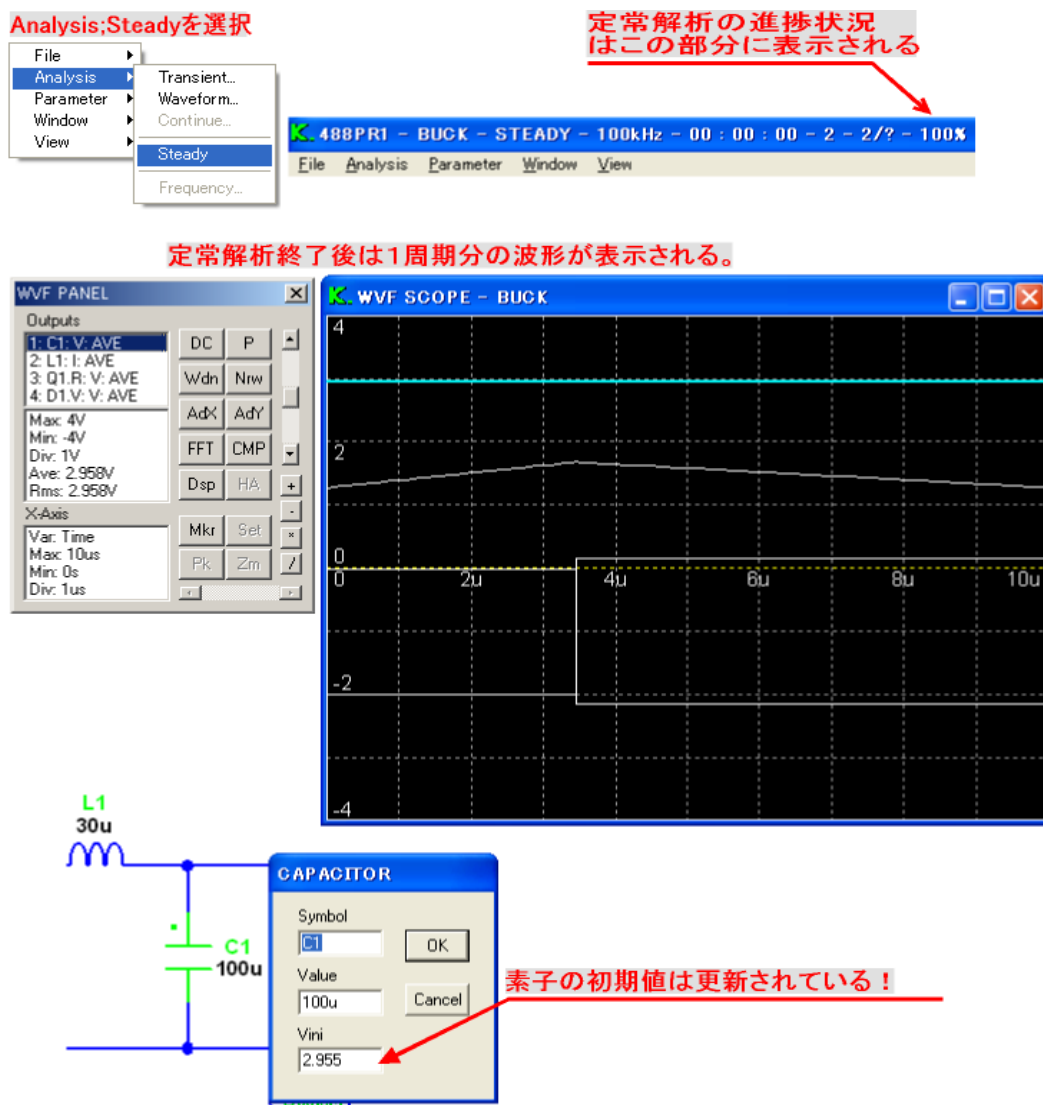 Analysis;Steadyを選択
定常解析の進捗状況
はこの部分に表示される
File
Analysis
Parameter
Window
View
Transient...
Waveform...
Continue...
Steady
Frequency...
488PR1 - BUCK - STEADY - 100kHz - 00 : 00 : 00 - 2 - 2/? - 100%
File Analysis Parameter Window View
定常解析終了後は1周期分の波形が表示される。
WVF PANEL
Outputs
1: C1: V: AVE
2: L1: I: AVE
3: Q1.R: V: AVE
4: D1.V: V: AVE
Max: 4V
Min: -4V
Div: 1V
Ave: 2.958V
Rms: 2.958V
X-Axis
Var: Time
Max: 10us
Min: 0s
Div: 1us
DC P
Wdn Nrw
AdX AdY
FFT CMP
Dsp HA
Mkr Set
Pk Zm
+
-
*
/
K. WVF SCOPE - BUCK
4
2
0
0 2u 4u 6u 8u 10u
-2
-4
L1
30u
C1
100u
CAPACITOR
Symbol
C1
OK
Value
100u
Cancel
Vini
2.955
素子の初期値は更新されている！